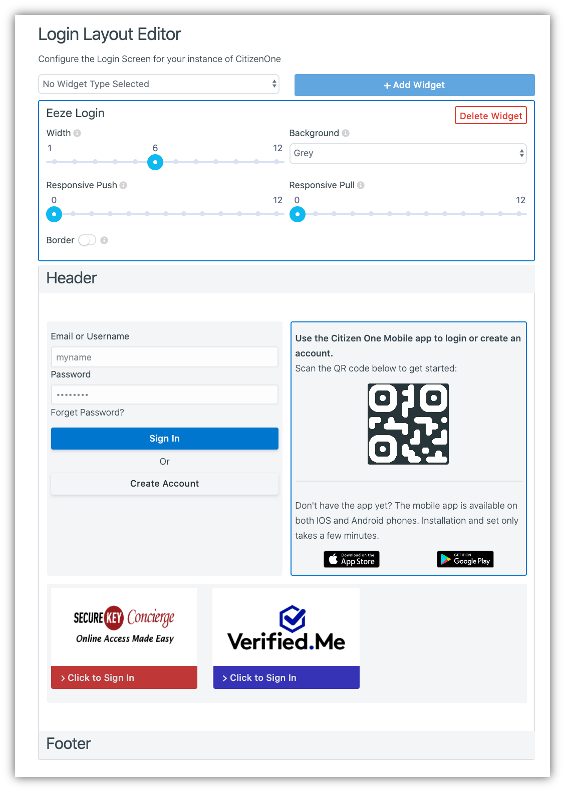 Login Layout Editor
Configure the Login Screen for your instance of CitizenOne
No Widget Type Selected
+ Add Widget
Eeze Login
Delete Widget
Width
Background
1 6 12
Grey
Responsive Push
Responsive Pull
0 12
0 12
Border
Header
Email or Username
myname
Password
Forget Password?
Sign In
Or
Create Account
Use the Citizen One Mobile app to login or create an
account.
Scan the QR code below to get started:
Don't have the app yet? The mobile app is available on
both IOS and Android phones. Installation and set only
takes a few minutes.
Download on the
App Store
GET IT ON
Google Play
SECURE KEY Concierge
Online Access Made Easy
> Click to Sign In
Verified.Me
> Click to Sign In
Footer